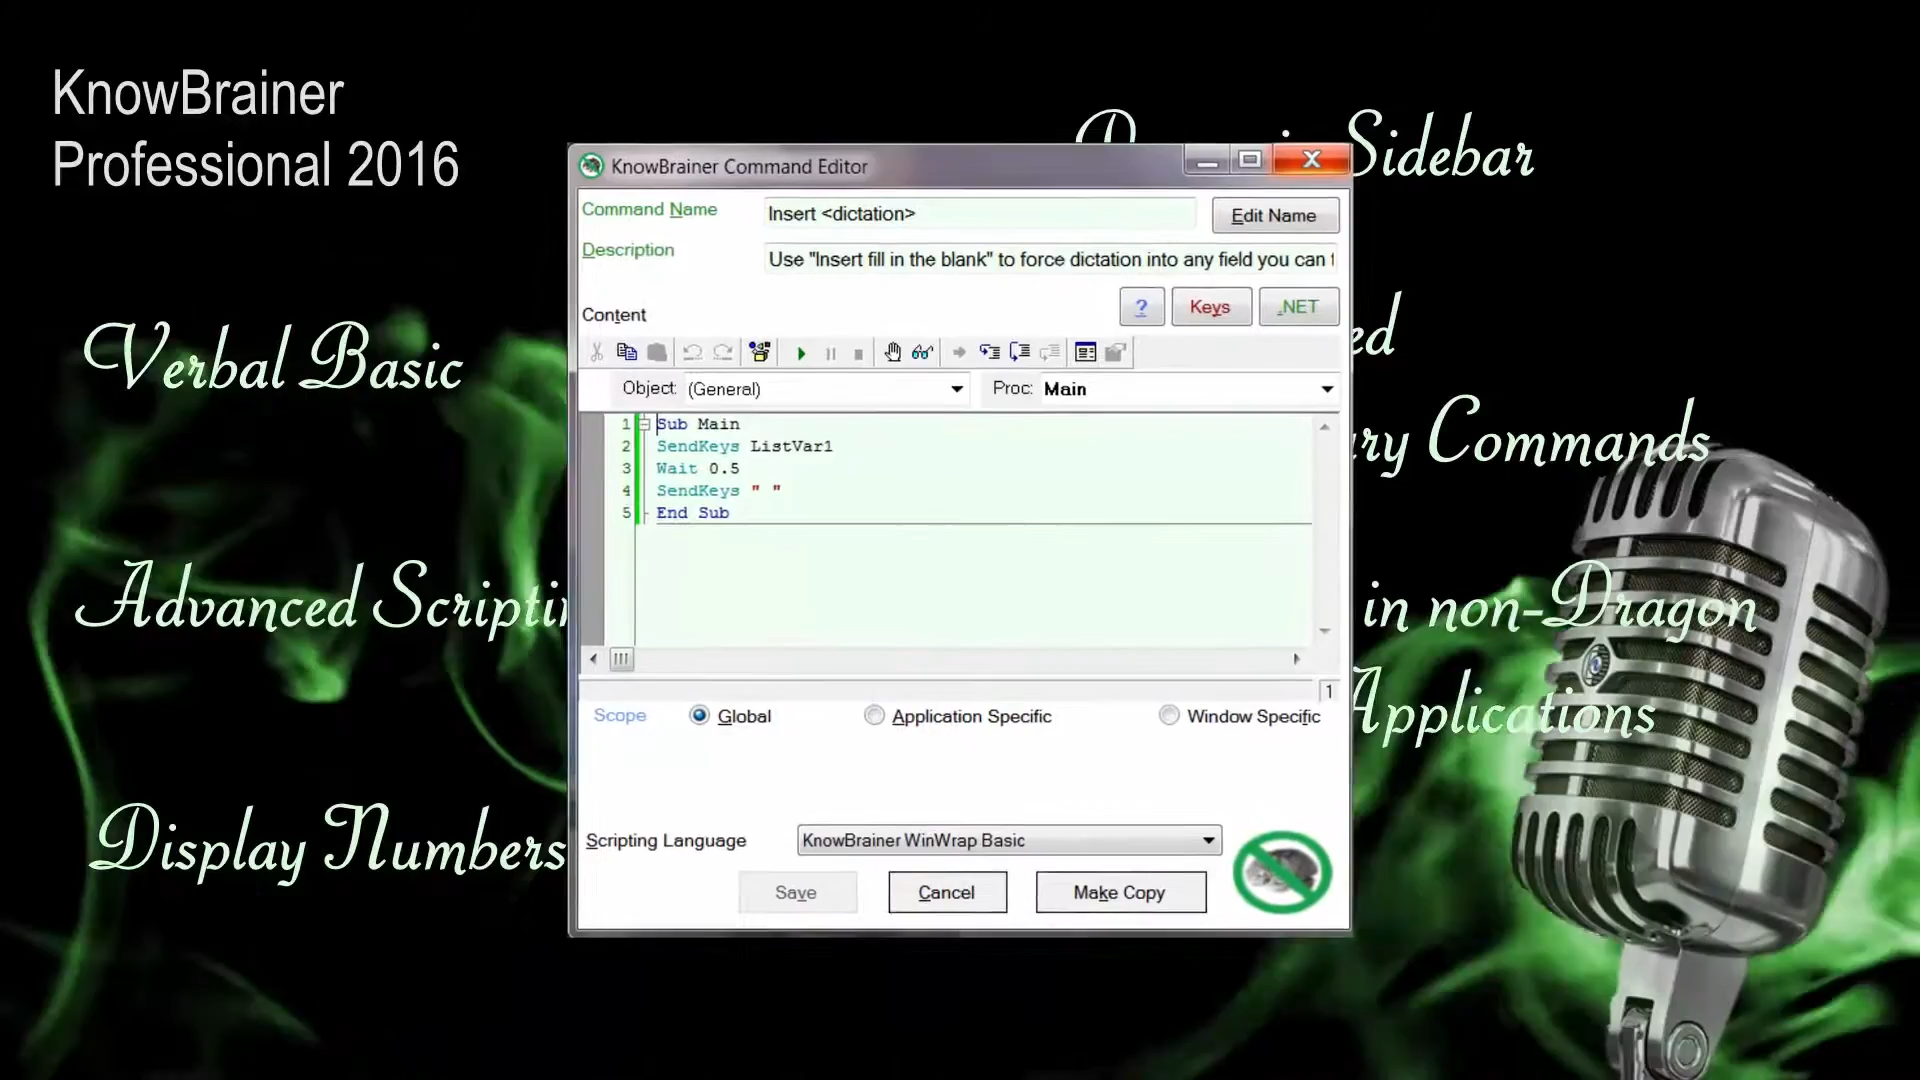 KnowBrainer
Professional 2016
Sidebar
KnowBrainer Command Editor
Command Name
Insert <dictation>
Edit Name
Description
Use "Insert fill in the blank" to force dictation into any field you can
Content
?
Keys
.NET
Verbal Basic
Object: (General)
Proc: Main
1 Sub Main
2 SendKeys ListVar1
3 Wait 0.5
4 SendKeys " "
5 End Sub
Commands
Advanced
in non-Dragon
Applications
1
Scope
Global
Application Specific
Window Specific
Display Numbers
Scripting Language
KnowBrainer WinWrap Basic
Save
Cancel
Make Copy